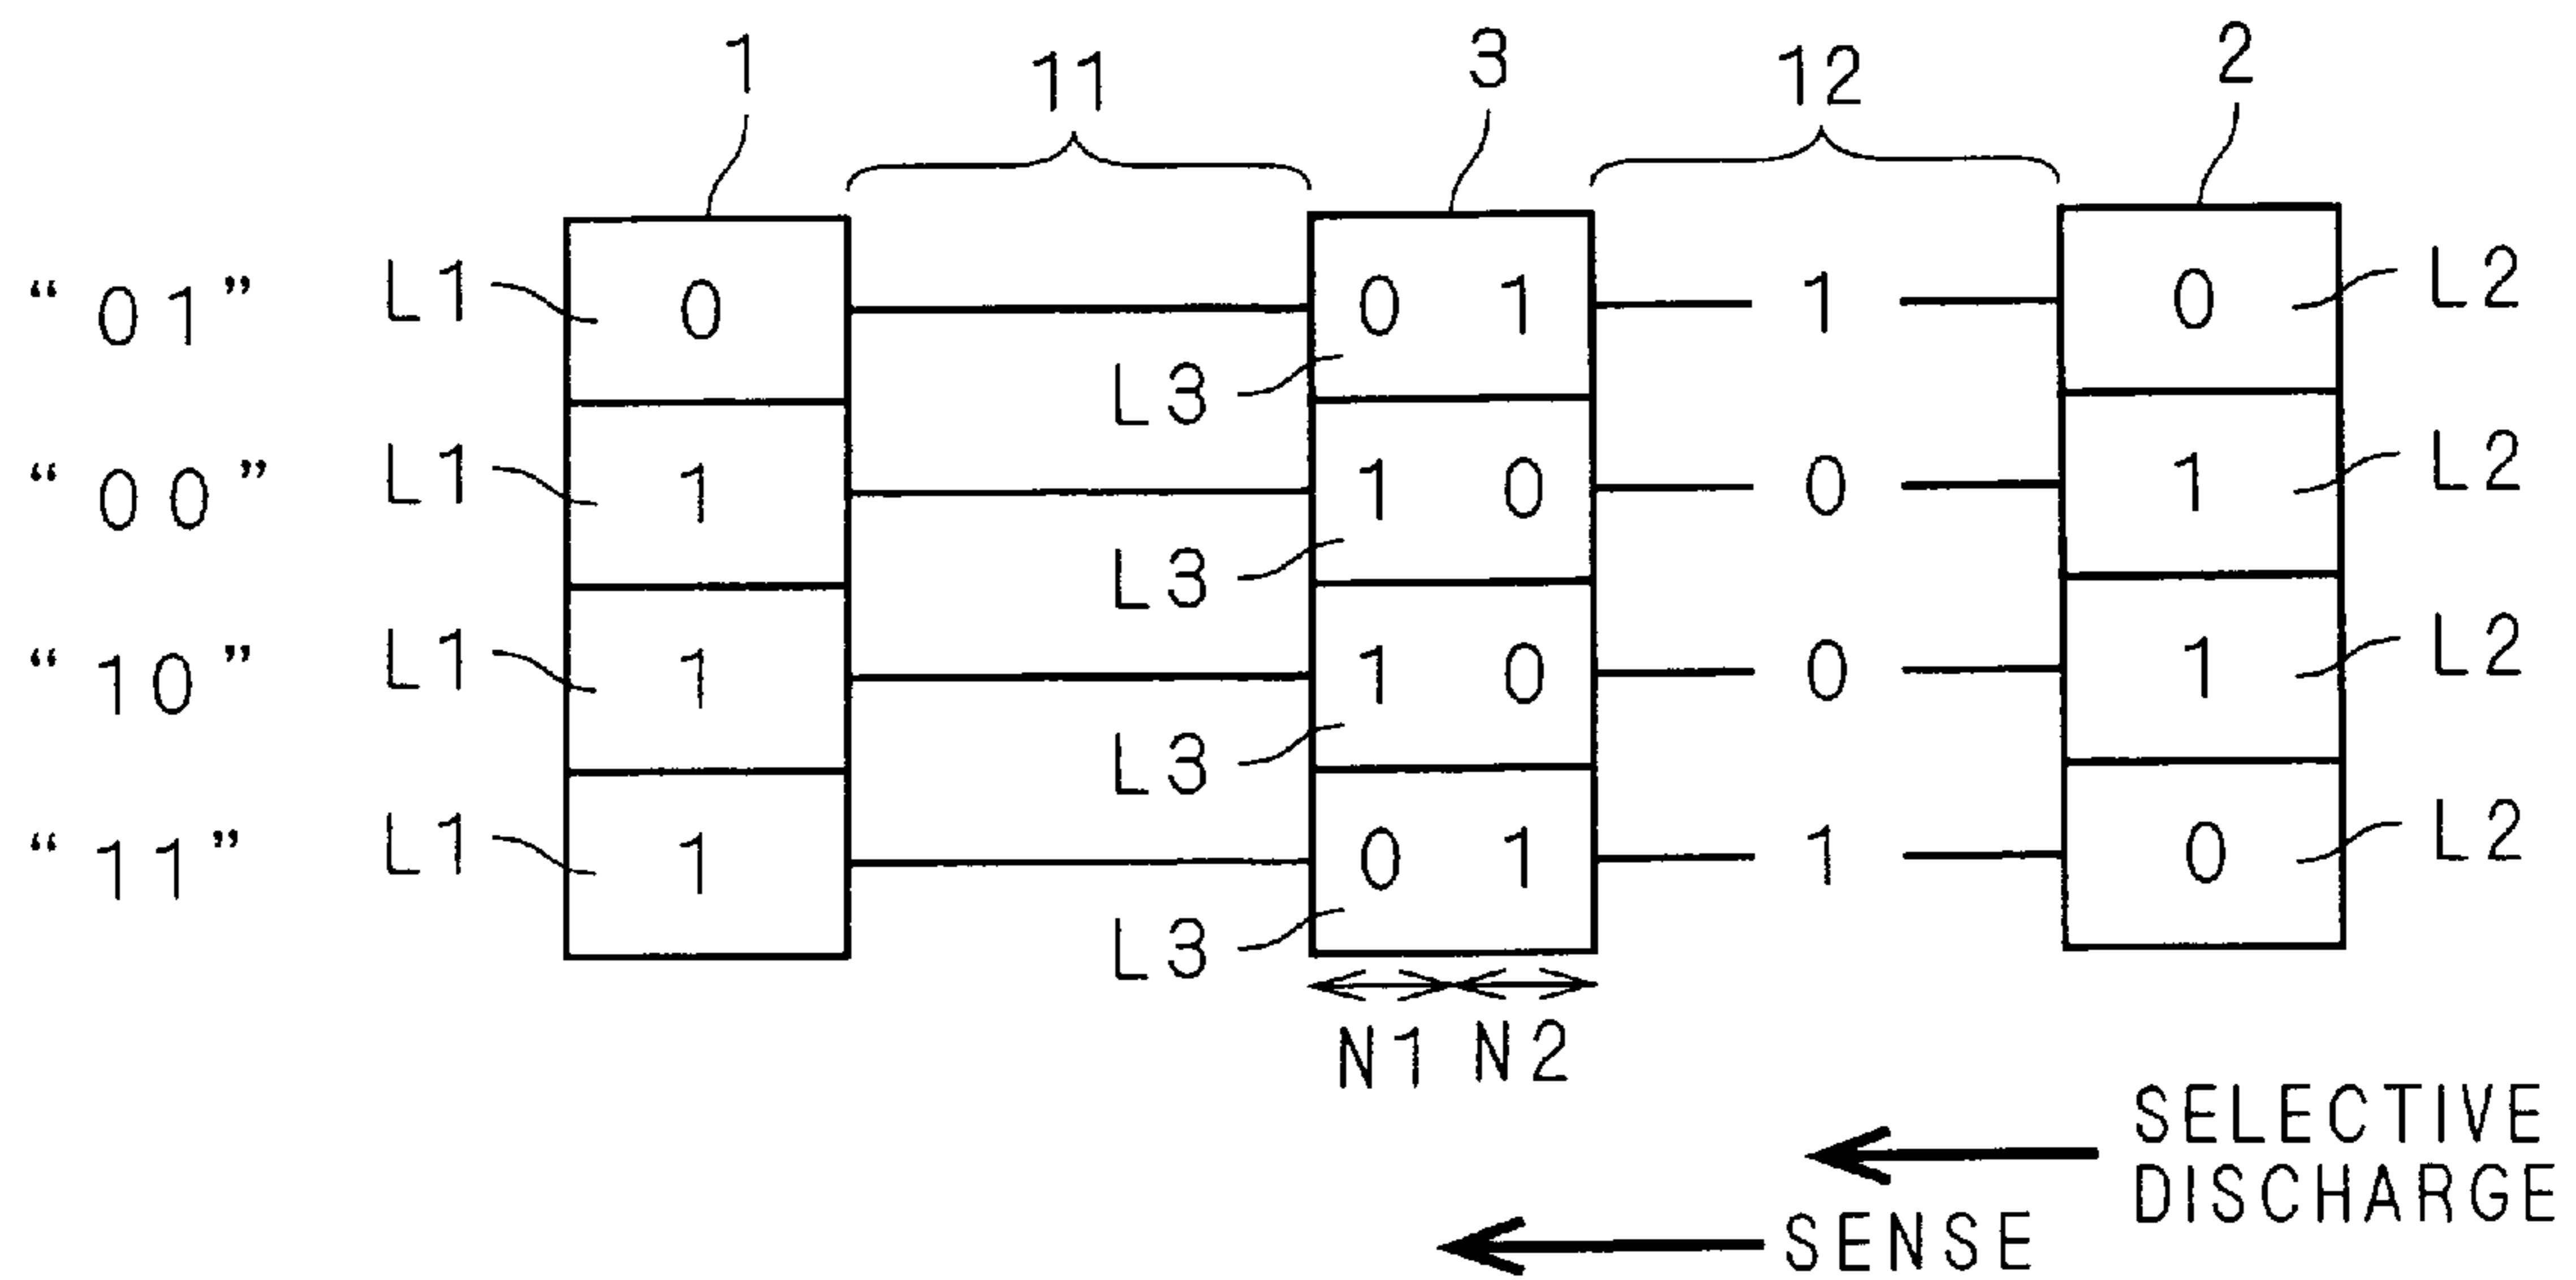 1 11 3 12 2
“01” L1 0 0 1 1 0 L2
L3
“00” L1 1 1 0 0 1 L2
L3
“10” L1 1 1 0 0 1 L2
L3
“11” L1 1 0 1 1 0 L2
L3
N1 N2
SELECTIVE
DISCHARGE
SENSE